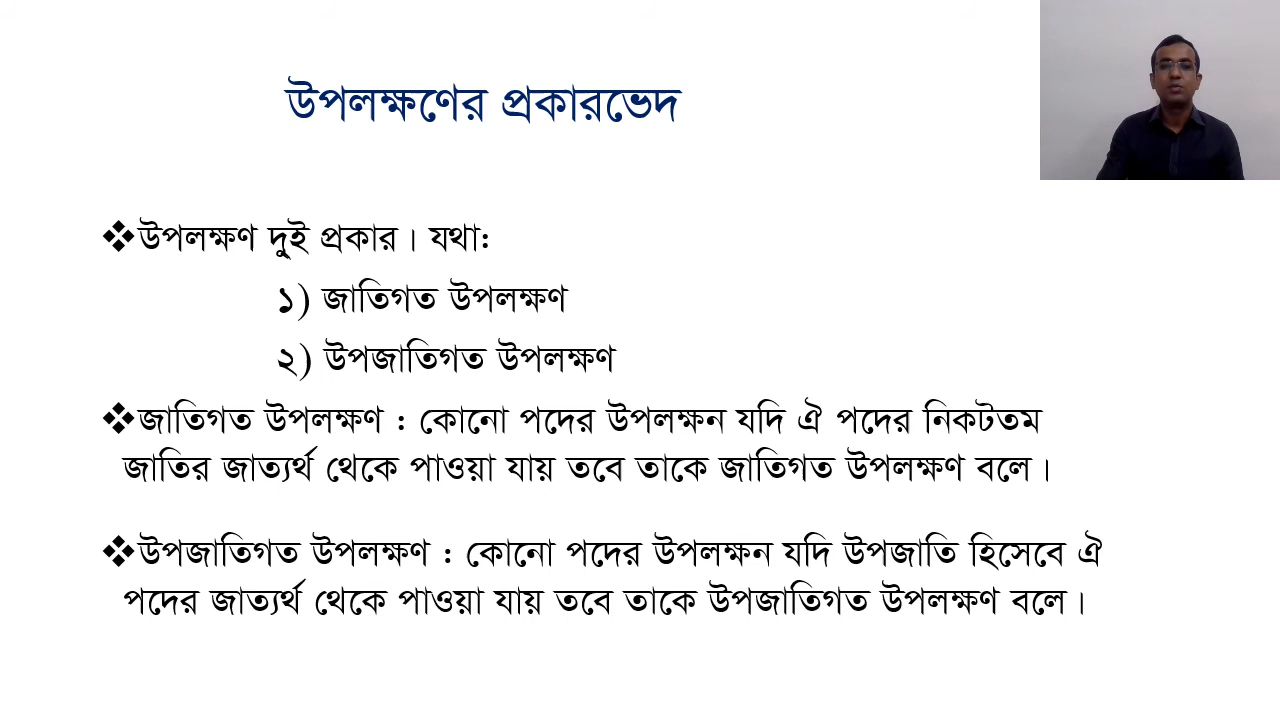 উপলক্ষণের প্রকারভেদ
❖উপলক্ষণ দুুই প্রকার। যথা:
১) জাতিগত উপলক্ষণ
২) উপজাতিগত উপলক্ষণ
❖জাতিগত উপলক্ষণ : কোনো পদের উপলক্ষন যদি ঐ পদের নিকটতম
জাতির জাত্যর্থ থেকে পাওয়া যায় তবে তাকে জাতিগত উপলক্ষণ বলে।
❖উপজাতিগত উপলক্ষণ : কোনো পদের উপলক্ষন যদি উপজাতি হিসেবে ঐ
পদের জাত্যর্থ থেকে পাওয়া যায় তবে তাকে উপজাতিগত উপলক্ষণ বলে।